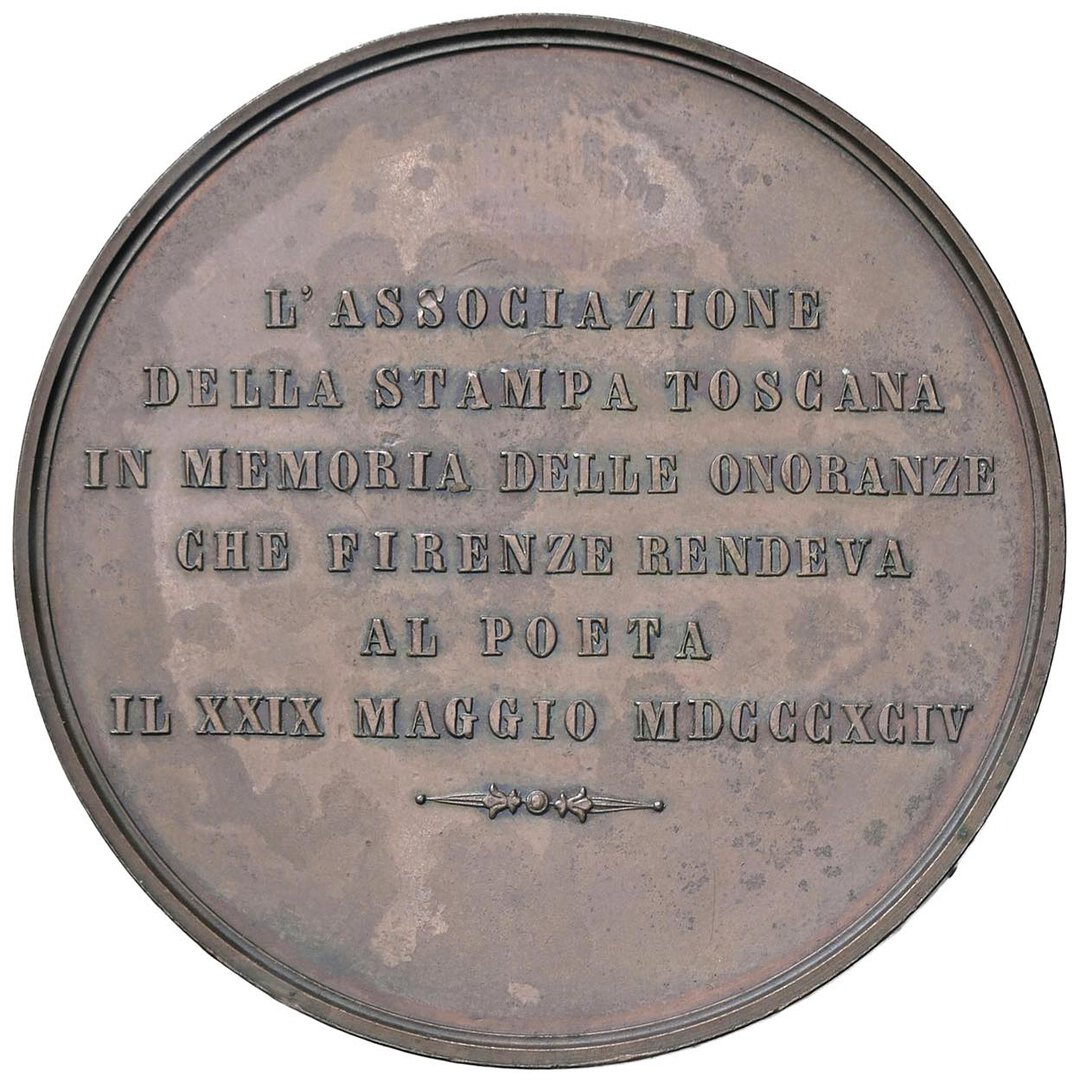 L'ASSOCIAZIONE
DELLA STAMPA TOSCANA
IN MEMORIA DELLE ONORANZE
CHE FIRENZE RENDEVA
AL POETA
IL XXIX MAGGIO MDCCCXCIV